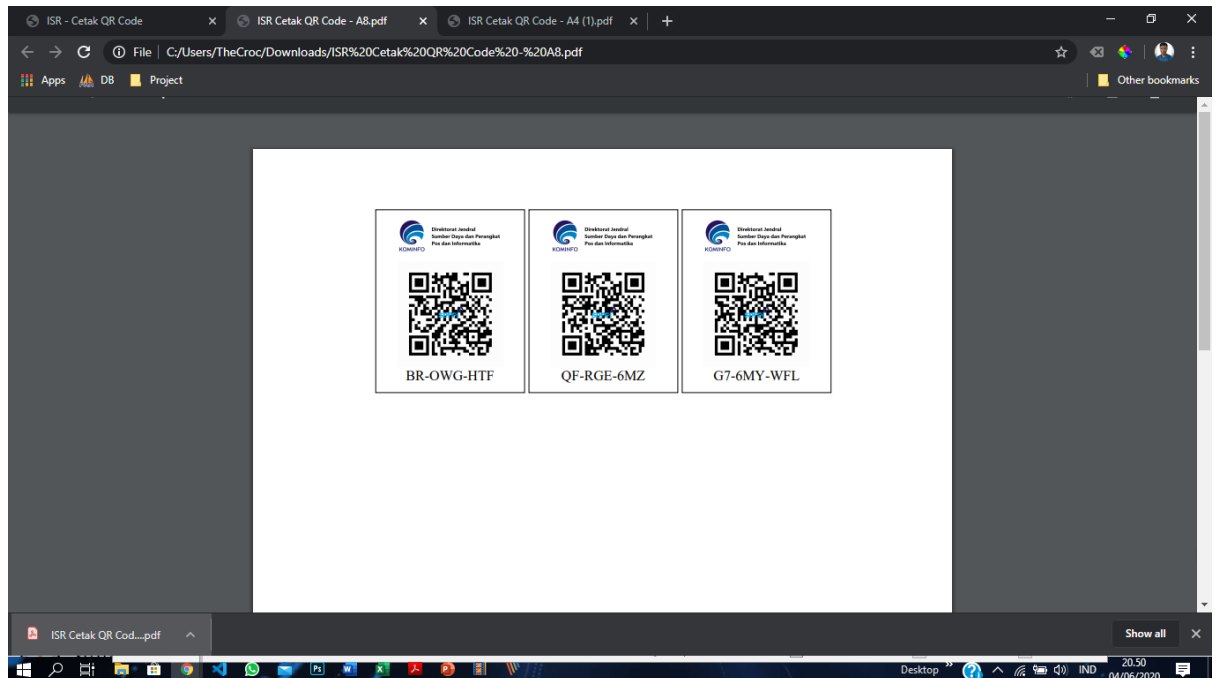 ISR - Cetak QR Code
ISR Cetak QR Code - A8.pdf
ISR Cetak QR Code - A4 (1).pdf
File
C:/Users/TheCroc/Downloads/ISR%20Cetak%20QR%20Code%20-%20A8.pdf
Apps
DB
Project
Other bookmarks
Direktorat Jendral
Sumber Daya dan Perangkat
Pos dan Informatika
KOMINFO
BR-OWG-HTF
Direktorat Jendral
Sumber Daya dan Perangkat
Pos dan Informatika
KOMINFO
QF-RGE-6MZ
Direktorat Jendral
Sumber Daya dan Perangkat
Pos dan Informatika
KOMINFO
G7-6MY-WFL
ISR Cetak QR Cod....pdf
Show all
Desktop
IND
20.50
04/06/2020